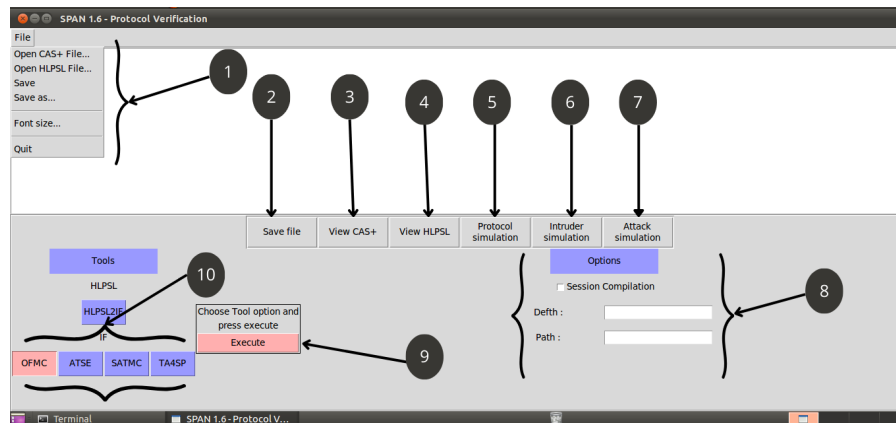 SPAN 1.6 - Protocol Verification
File
Open CAS+ File...
Open HLPSL File...
Save
Save as...
Font size...
Quit
1
2
3
4
5
6
7
Save file
View CAS+
View HLPSL
Protocol
simulation
Intruder
simulation
Attack
simulation
Tools
HLPSL
HLPSL2IF
IF
10
OFMC
ATSE
SATMC
TA4SP
Choose Tool option and
press execute
Execute
9
Options
Session Compilation
Defth :
Path :
8
Terminal
SPAN 1.6 - Protocol V...